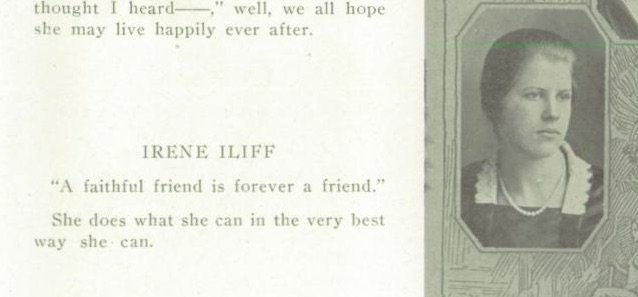 thought I heard——,” well, we all hope
she may live happily ever after.
IRENE ILIFF
“A faithful friend is forever a friend.”
She does what she can in the very best
way she can.